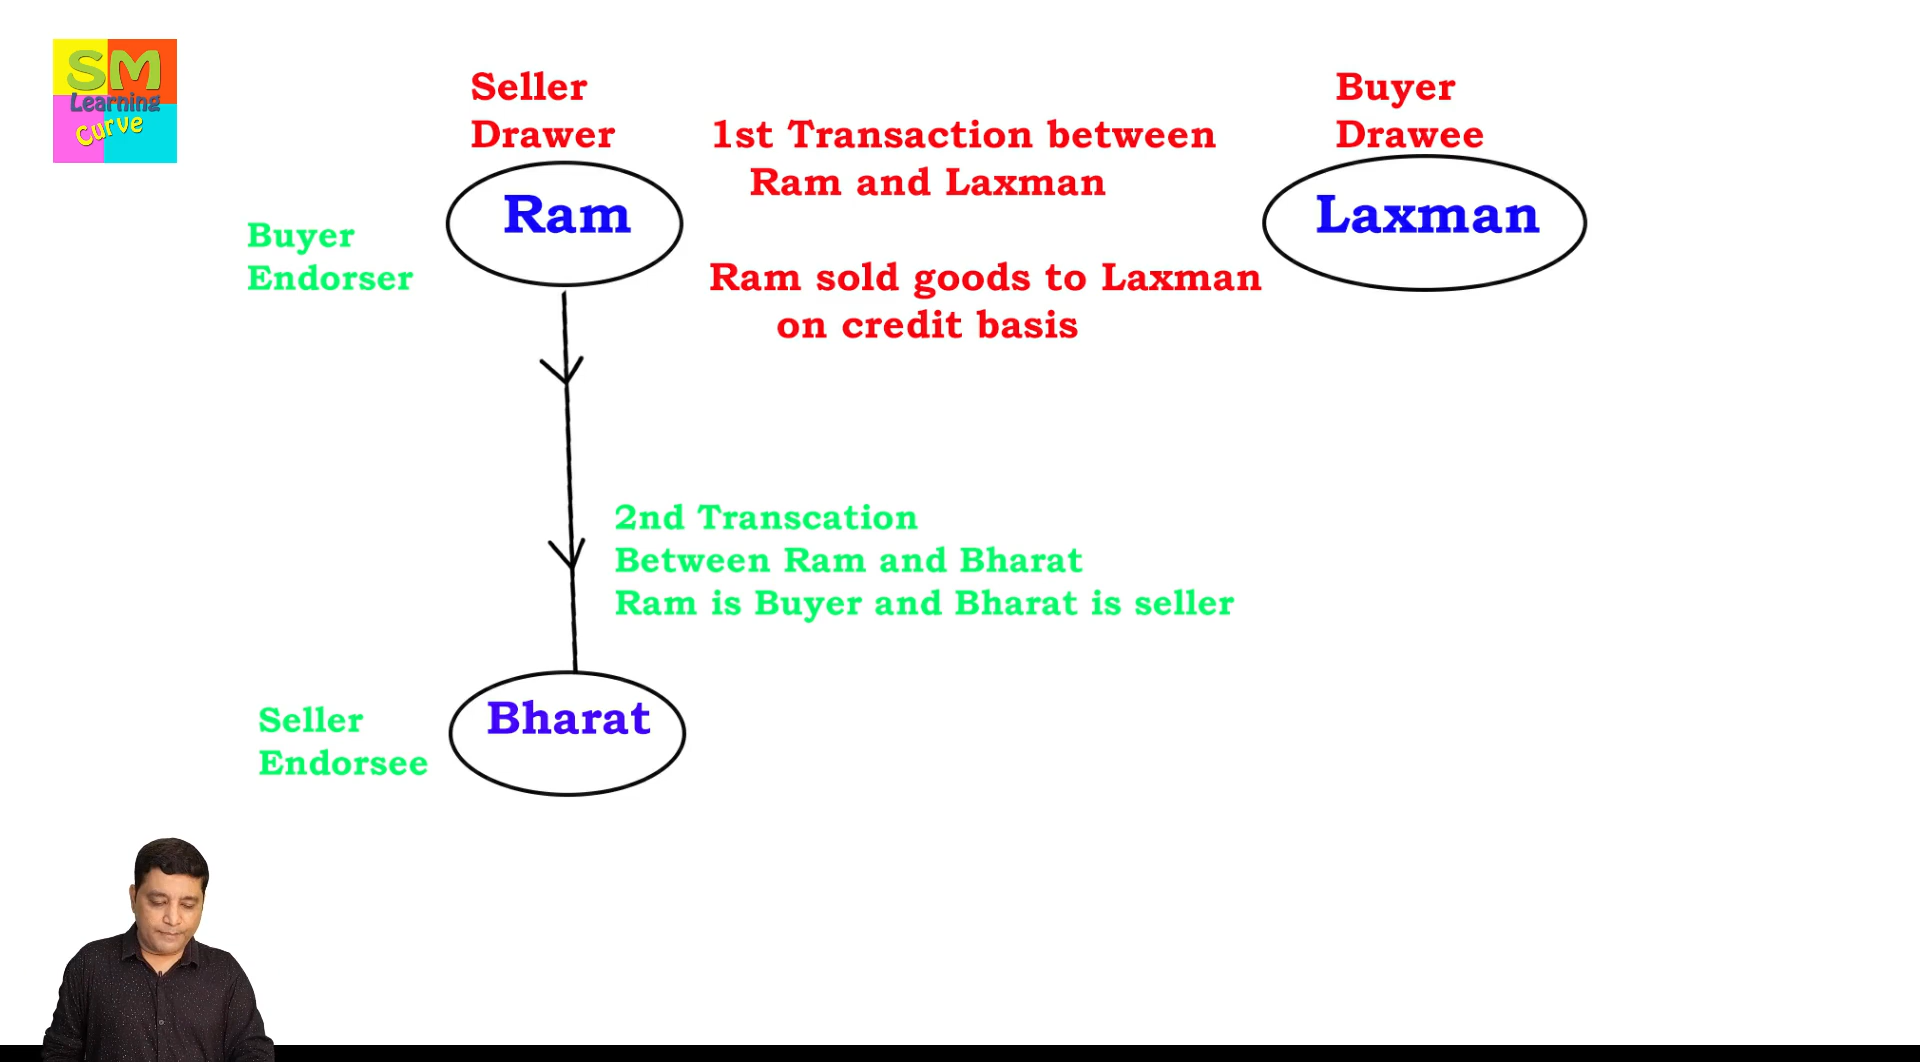 SM
Learning
Curve
Seller
Drawer
1st Transaction between
Ram and Laxman
Buyer
Drawee
Ram
Laxman
Buyer
Endorser
Ram sold goods to Laxman
on credit basis
2nd Transcation
Between Ram and Bharat
Ram is Buyer and Bharat is seller
Seller
Endorsee
Bharat